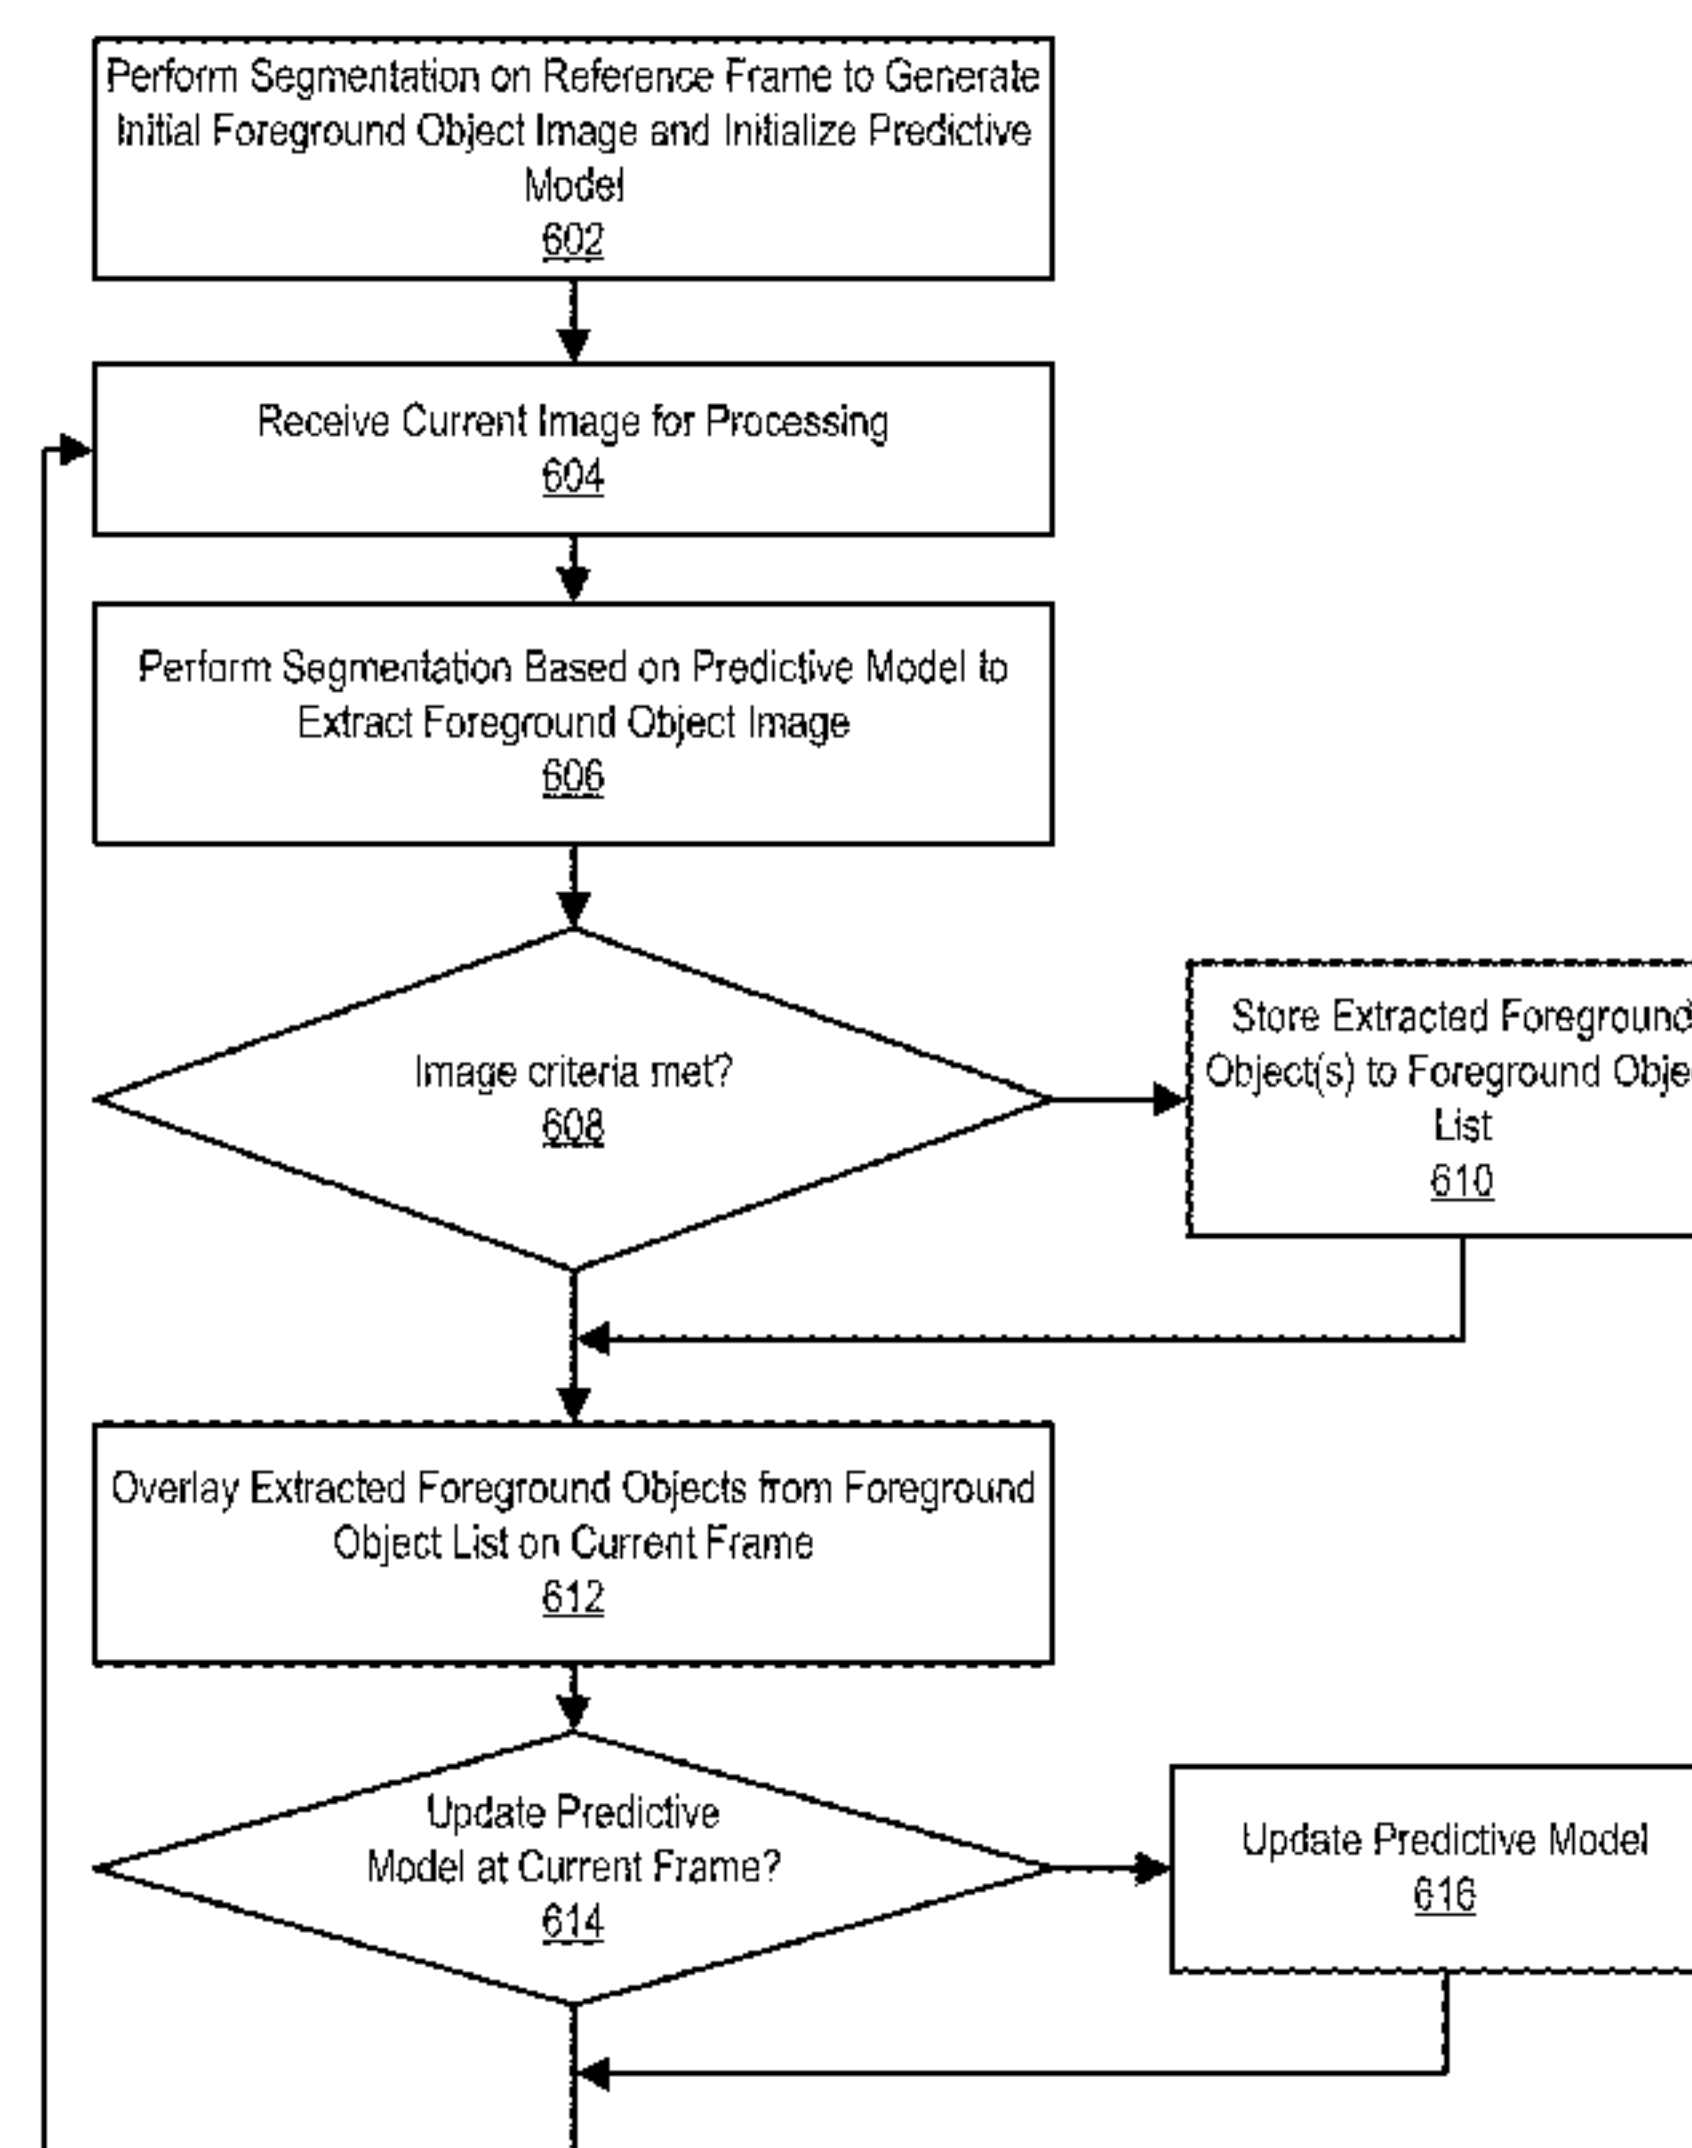 Perform Segmentation on Reference Frame to Generate
Initial Foreground Object Image and Initialize Predictive
Model
602
Receive Current Image for Processing
604
Perform Segmentation Based on Predictive Model to
Extract Foreground Object Image
606
Image criteria met?
608
Store Extracted Foreground
Object(s) to Foreground
List
610
Overlay Extracted Foreground Objects from Foreground
Object List on Current Frame
612
Update Predictive
Model at Current Frame?
614
Update Predictive Model
616